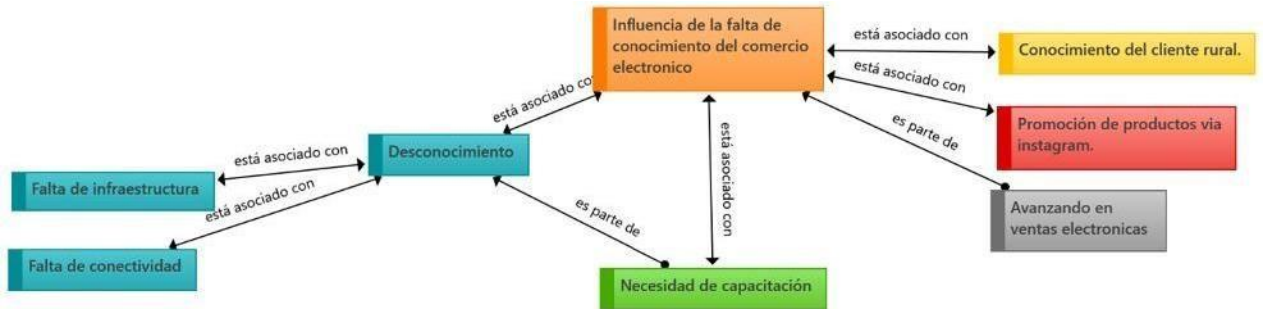 Influencia de la falta de
conocimiento del comercio
electronico
está asociado con
Conocimiento del cliente rural.
está asociado con
Promoción de productos via
instagram.
es parte de
Avanzando en
ventas electronicas
está asociado con
Desconocimiento
está asociado con
Falta de infraestructura
está asociado con
Falta de conectividad
es parte de
está asociado con
Necesidad de capacitación